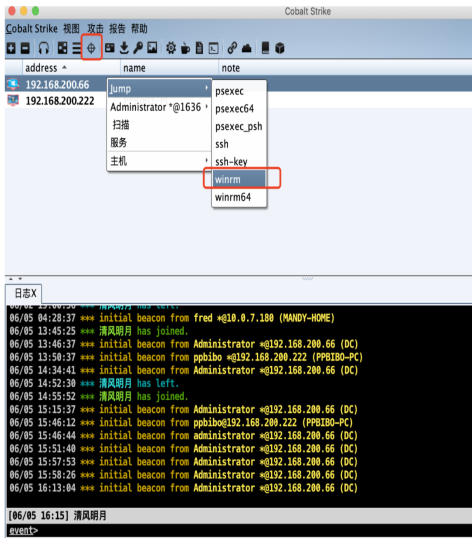 Cobalt Strike
Cobalt Strike 视图 攻击 报告 帮助
address name note
192.168.200.66
192.168.200.222
Jump
Administrator *@1636
扫描
服务
主机
psexec
psexec64
psexec_psh
ssh
ssh-key
winrm
winrm64
日志X
清风明月 has left.
06/05 04:28:37 *** initial beacon from fred *@10.0.7.180 (MANDY-HOME)
06/05 13:45:25 *** 清风明月 has joined.
06/05 13:46:37 *** initial beacon from Administrator *@192.168.200.66 (DC)
06/05 13:50:37 *** initial beacon from ppbibo *@192.168.200.222 (PPBIBO-PC)
06/05 14:34:41 *** initial beacon from Administrator *@192.168.200.66 (DC)
06/05 14:52:30 *** 清风明月 has left.
06/05 14:55:52 *** 清风明月 has joined.
06/05 15:15:37 *** initial beacon from Administrator *@192.168.200.66 (DC)
06/05 15:46:12 *** initial beacon from ppbibo@192.168.200.222 (PPBIBO-PC)
06/05 15:46:44 *** initial beacon from administrator *@192.168.200.66 (DC)
06/05 15:51:40 *** initial beacon from Administrator *@192.168.200.66 (DC)
06/05 15:57:53 *** initial beacon from Administrator *@192.168.200.66 (DC)
06/05 15:58:26 *** initial beacon from Administrator *@192.168.200.66 (DC)
06/05 16:13:04 *** initial beacon from Administrator *@192.168.200.66 (DC)
[06/05 16:15] 清风明月
event>